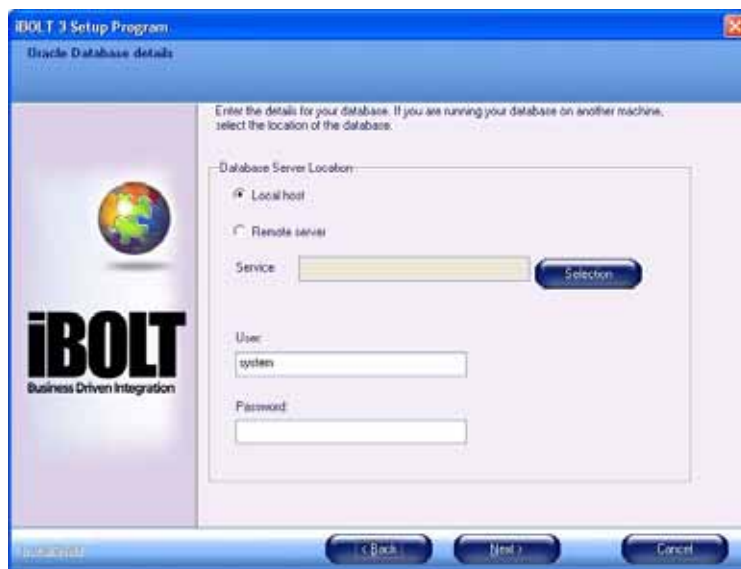 iBOLT 3 Setup Program
Oracle Database details
Enter the details for your database. If you are running your database on another machine,
select the location of the database.
Database Server Location
Local host
Remote server
Service
Selection
iBOLT
Business Driven Integration
User:
system
Password:
< Back
Next >
Cancel